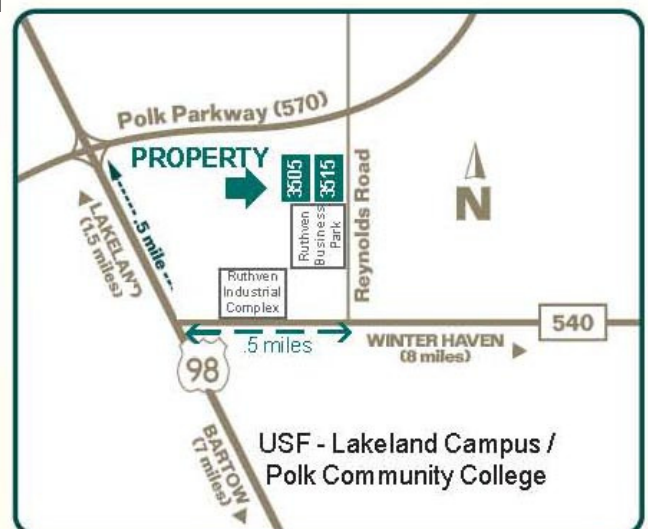 Polk Parkway (570)
PROPERTY
3505
3515
Reynolds Road
N
Ruthven
Business
Park
.5 mile
LAKELAND
(1.5 miles)
Ruthven
Industrial
Complex
.5 miles
540
WINTER HAVEN
(8 miles)
98
BARTOW
(7 miles)
USF - Lakeland Campus /
Polk Community College